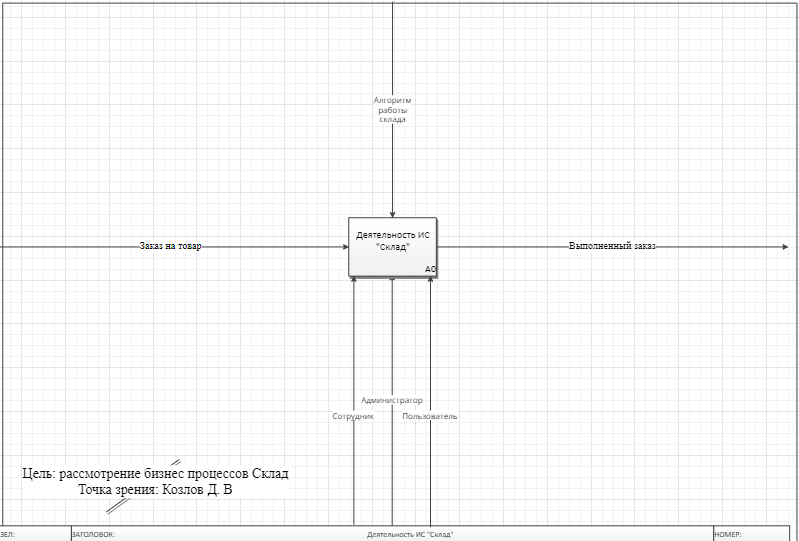 Алгоритм
работы
склада
Деятельность ИС
"Склад"
Заказ на товар
Выполненный заказ
A0
Администратор
Сотрудник
Пользователь
Цель: рассмотрение бизнес процессов Склад
Точка зрения: Козлов Д. В
ЗЕЛ:
ЗАГОЛОВОК:
Деятельность ИС "Склад"
НОМЕР: